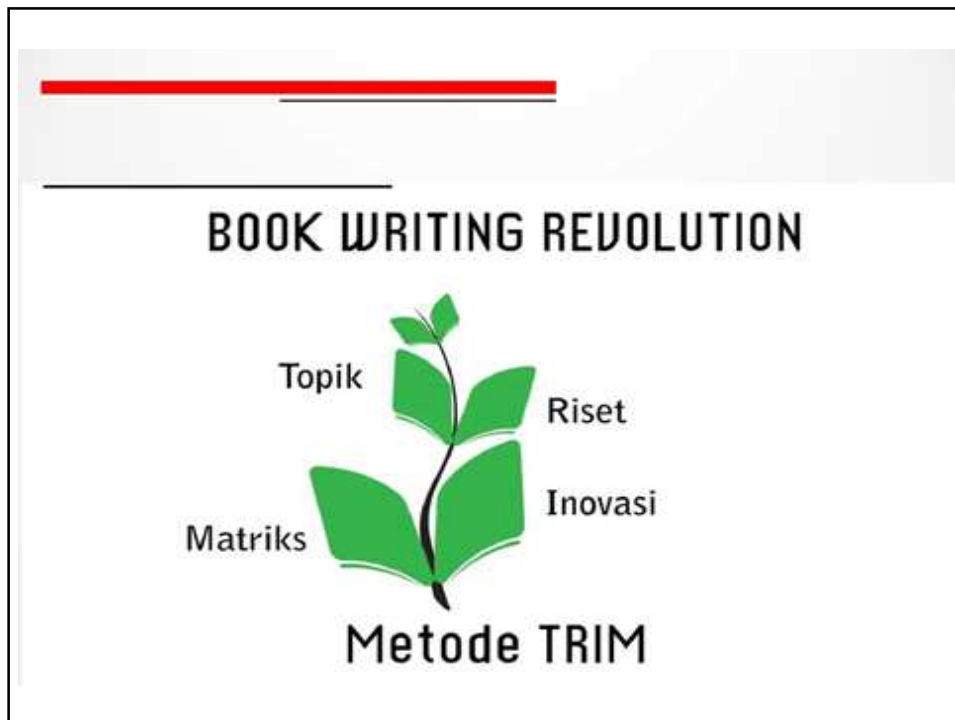 BOOK WRITING REVOLUTION
Topik
Riset
Inovasi
Matriks
Metode TRIM